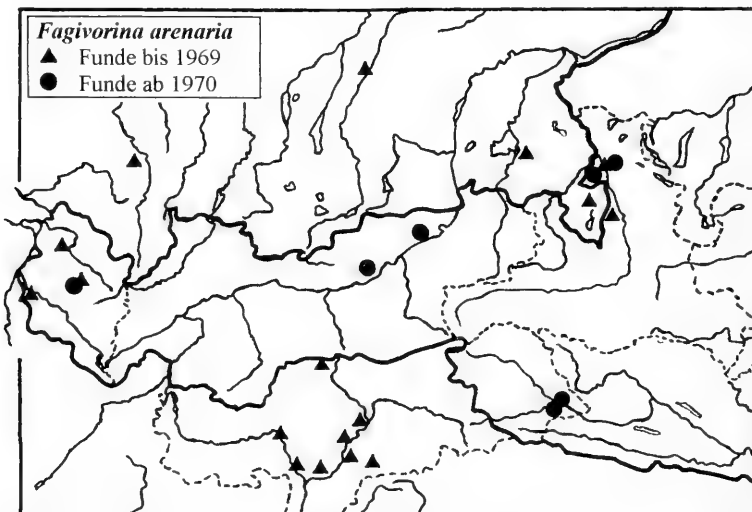 Fagivorina arenaria
▲ Funde bis 1969
● Funde ab 1970